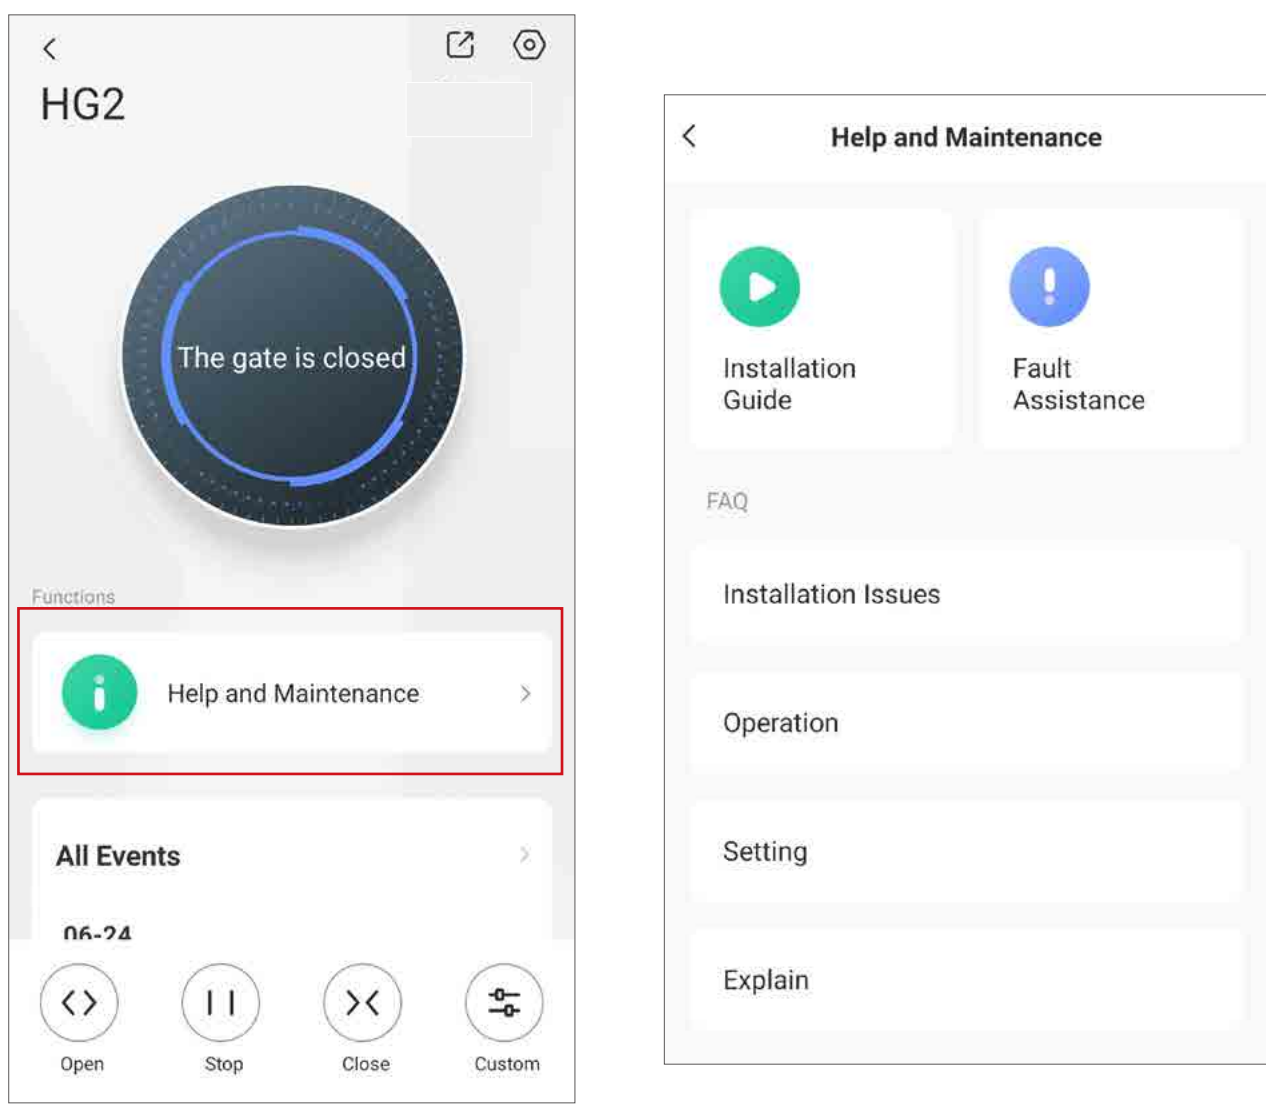 HG2
The gate is closed
Functions
Help and Maintenance
All Events
06-24
Open
Stop
Close
Custom
Help and Maintenance
Installation
Guide
Fault
Assistance
FAQ
Installation Issues
Operation
Setting
Explain